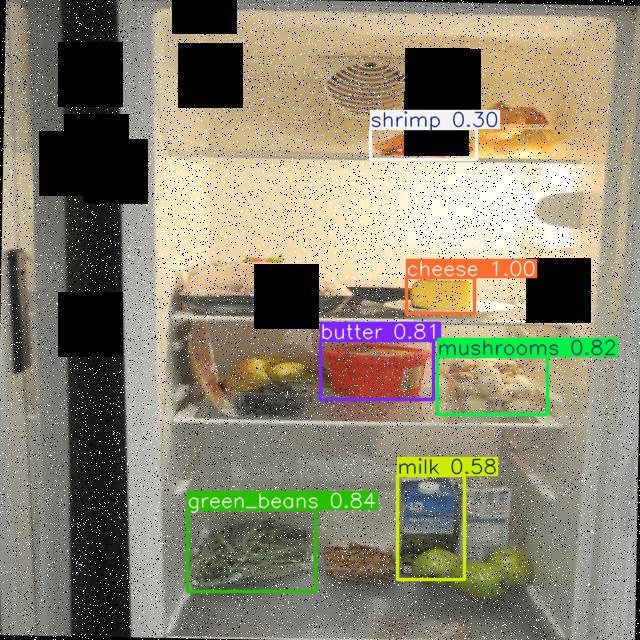 shrimp 0.30
cheese 1.00
butter 0.81
mushrooms 0.82
milk 0.58
green_beans 0.84